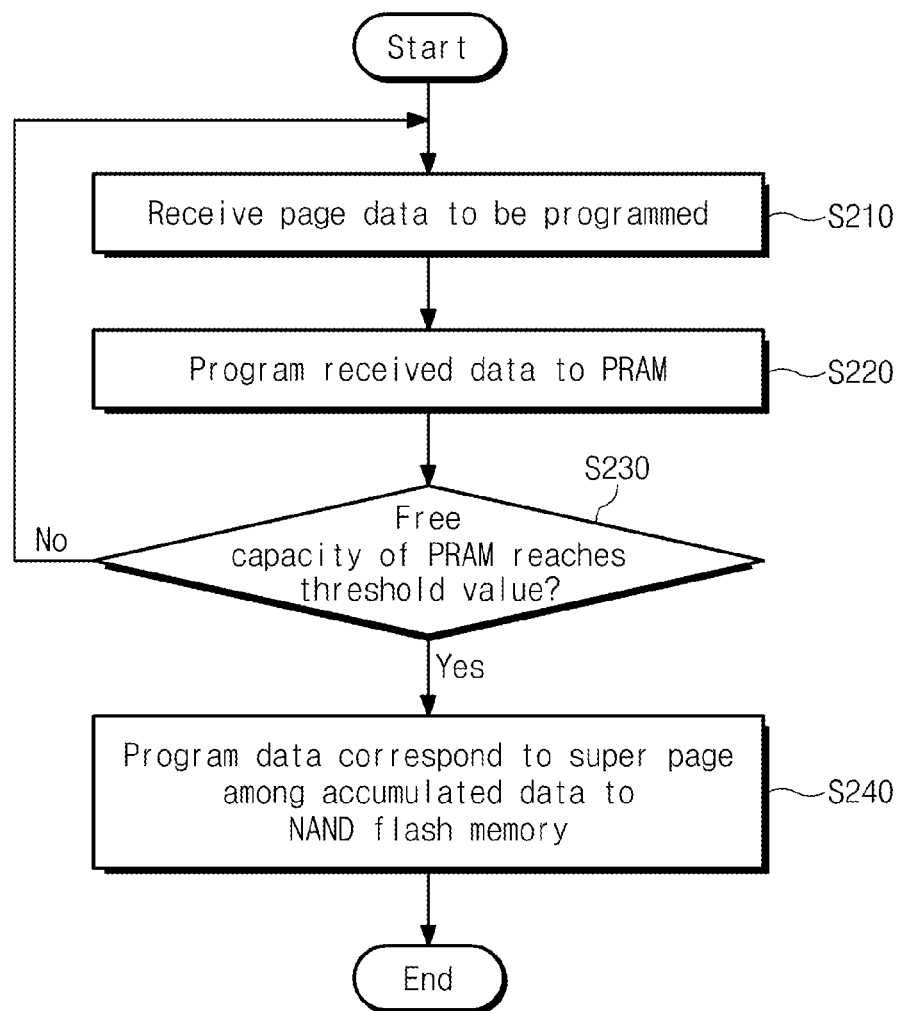 Start
Receive page data to be programmed
S210
Program received data to PRAM
S220
S230
Free
capacity of PRAM reaches
threshold value?
No
Yes
Program data correspond to super page
among accumulated data to
NAND flash memory
S240
End